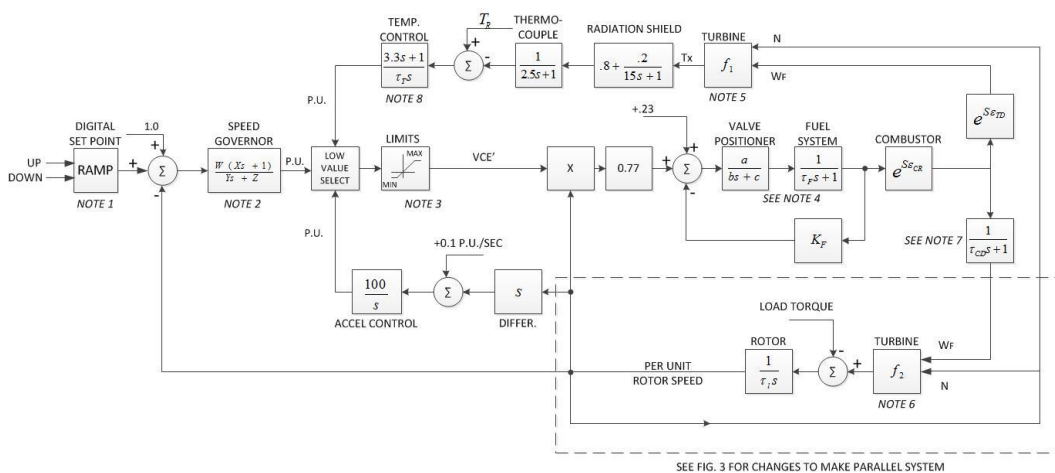 TEMP.
CONTROL
3.3s + 1
τ_T s
NOTE 8
T_R
+
Σ
-
THERMO-
COUPLE
1
2.5s+1
RADIATION SHIELD
.8 +
.2
15s + 1
Tx
TURBINE
f_1
NOTE 5
N
WF
e^{Sε_TD}
P.U.
DIGITAL
SET POINT
UP
DOWN
RAMP
NOTE 1
1.0
+
+
Σ
-
SPEED
GOVERNOR
W (Xs + 1)
Ys + Z
NOTE 2
P.U.
LOW
VALUE
SELECT
LIMITS
MAX
MIN
NOTE 3
VCE'
X
0.77
+.23
+
+
Σ
-
VALVE
POSITIONER
a
bs + c
FUEL
SYSTEM
1
τ_F s + 1
SEE NOTE 4
COMBUSTOR
e^{Sε_CR}
K_F
SEE NOTE 7
1
τ_CD s + 1
P.U.
+0.1 P.U./SEC
100
s
ACCEL CONTROL
Σ
S
DIFFER.
LOAD TORQUE
PER UNIT
ROTOR SPEED
ROTOR
1
τ_i s
-
Σ
+
TURBINE
f_2
NOTE 6
WF
N
SEE FIG. 3 FOR CHANGES TO MAKE PARALLEL SYSTEM